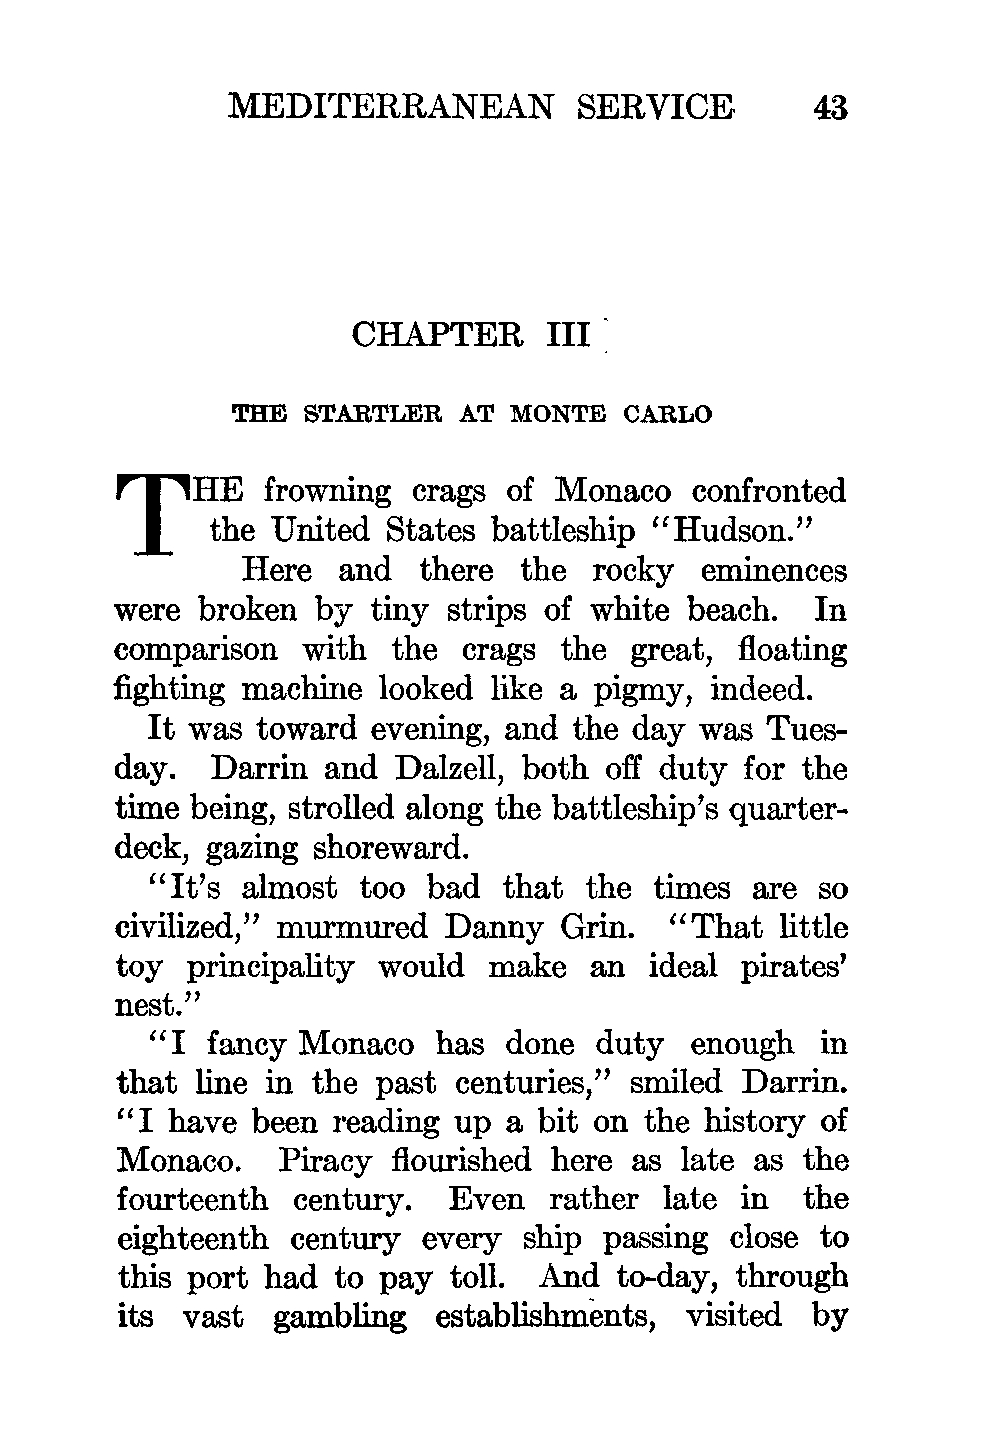 MEDITERRANEAN SERVICE 43
CHAPTER III
THE STARTLER AT MONTE CARLO
THE frowning crags of Monaco confronted
the United States battleship “Hudson.”
Here and there the rocky eminences
were broken by tiny strips of white beach. In
comparison with the crags the great, floating
fighting machine looked like a pigmy, indeed.
It was toward evening, and the day was Tues-
day. Darrin and Dalzell, both off duty for the
time being, strolled along the battleship’s quarter-
deck, gazing shoreward.
“It’s almost too bad that the times are so
civilized,” murmured Danny Grin. “That little
toy principality would make an ideal pirates’
nest.”
“I fancy Monaco has done duty enough in
that line in the past centuries,” smiled Darrin.
“I have been reading up a bit on the history of
Monaco. Piracy flourished here as late as the
fourteenth century. Even rather late in the
eighteenth century every ship passing close to
this port had to pay toll. And to-day, through
its vast gambling establishments, visited by